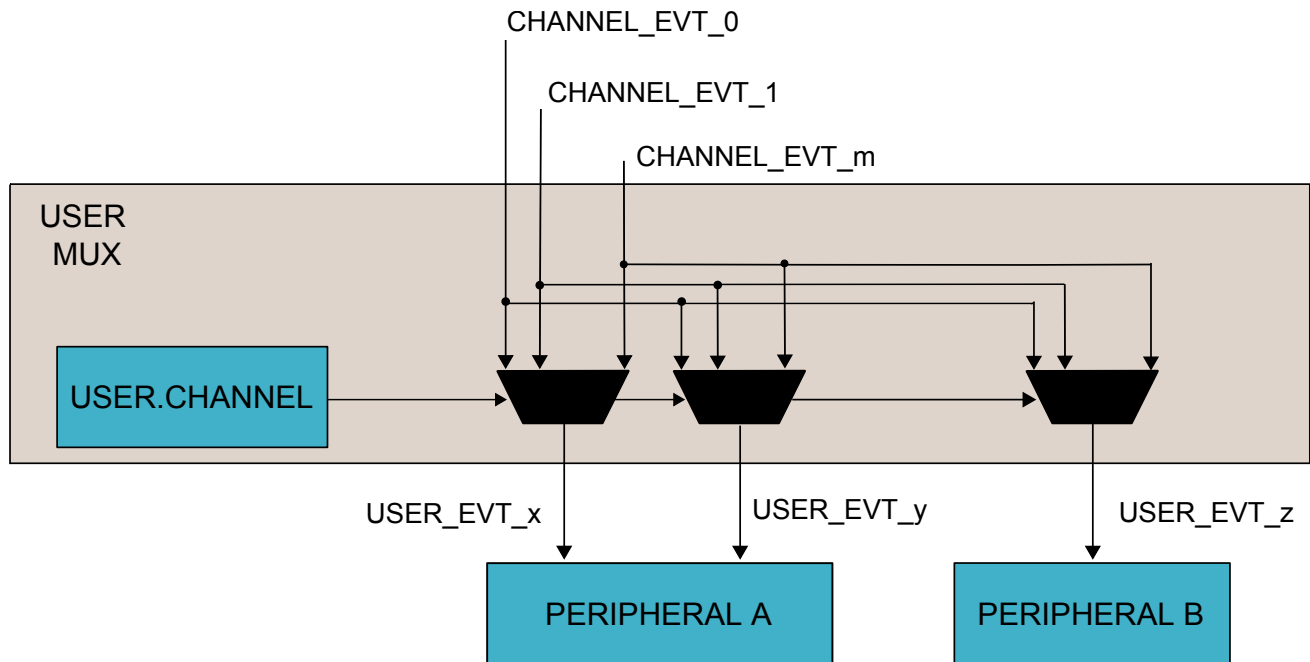 CHANNEL_EVT_0
CHANNEL_EVT_1
CHANNEL_EVT_m
USER
MUX
USER.CHANNEL
USER_EVT_x
USER_EVT_y
USER_EVT_z
PERIPHERAL A
PERIPHERAL B